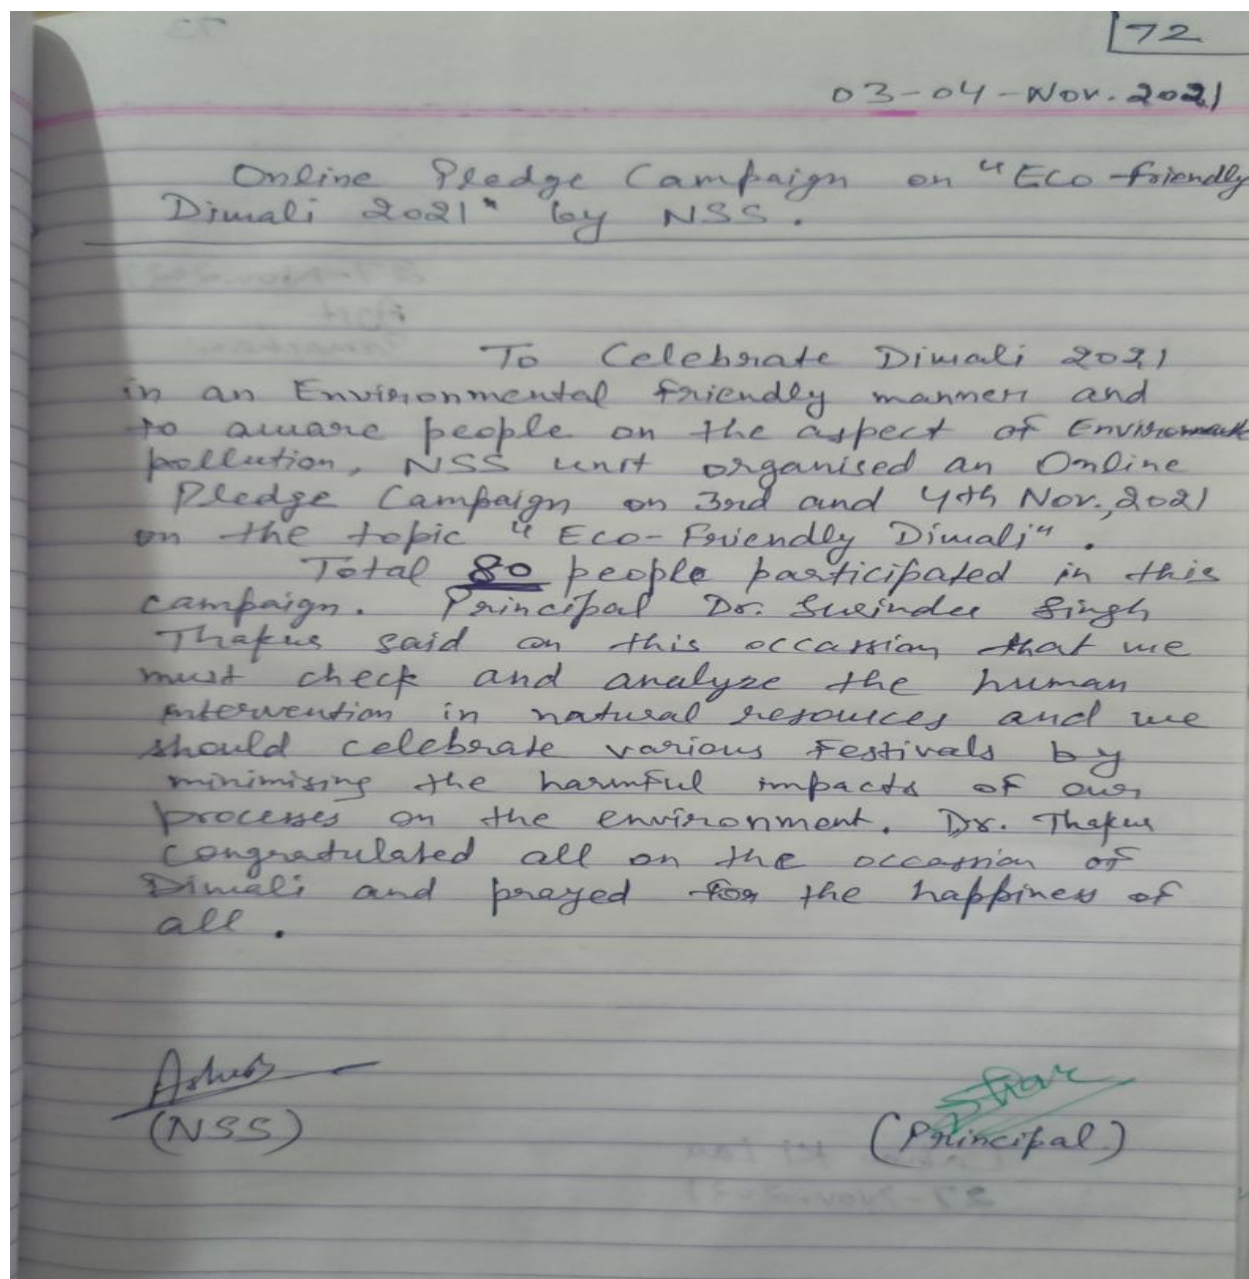 72
03-04-Nov. 2021
Online Pledge Campaign on "Eco-friendly
Diwali 2021" by NSS.
To Celebrate Diwali 2021
in an Environmental friendly manner and
to aware people on the aspect of Environment
pollution, NSS unit organised an Online
Pledge Campaign on 3rd and 4th Nov., 2021
on the topic "Eco-Friendly Diwali".
Total 80 people participated in this
campaign. Principal Dr. Surinder Singh
Thakur said on this occassion that we
must check and analyze the human
intervention in natural resources and we
should celebrate various Festivals by
minimising the harmful impacts of our
processes on the environment. Dr. Thakur
Congratulated all on the occassion of
Diwali and prayed for the happiness of
all.
(NSS)
(Principal)